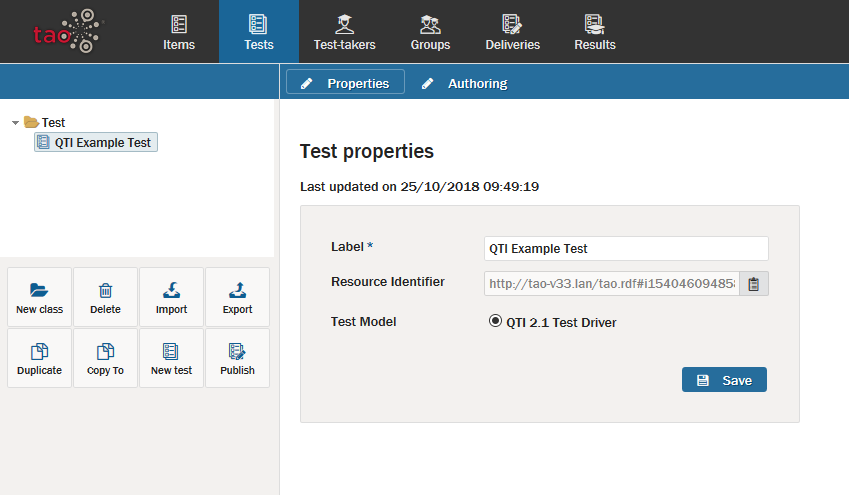 tao
Items
Tests
Test-takers
Groups
Deliveries
Results
Properties
Authoring
Test
QTI Example Test
New class
Delete
Import
Export
Duplicate
Copy To
New test
Publish
Test properties
Last updated on 25/10/2018 09:49:19
Label *
QTI Example Test
Resource Identifier
http://tao-v33.lan/tao.rdf#i154046094858
Test Model
QTI 2.1 Test Driver
Save